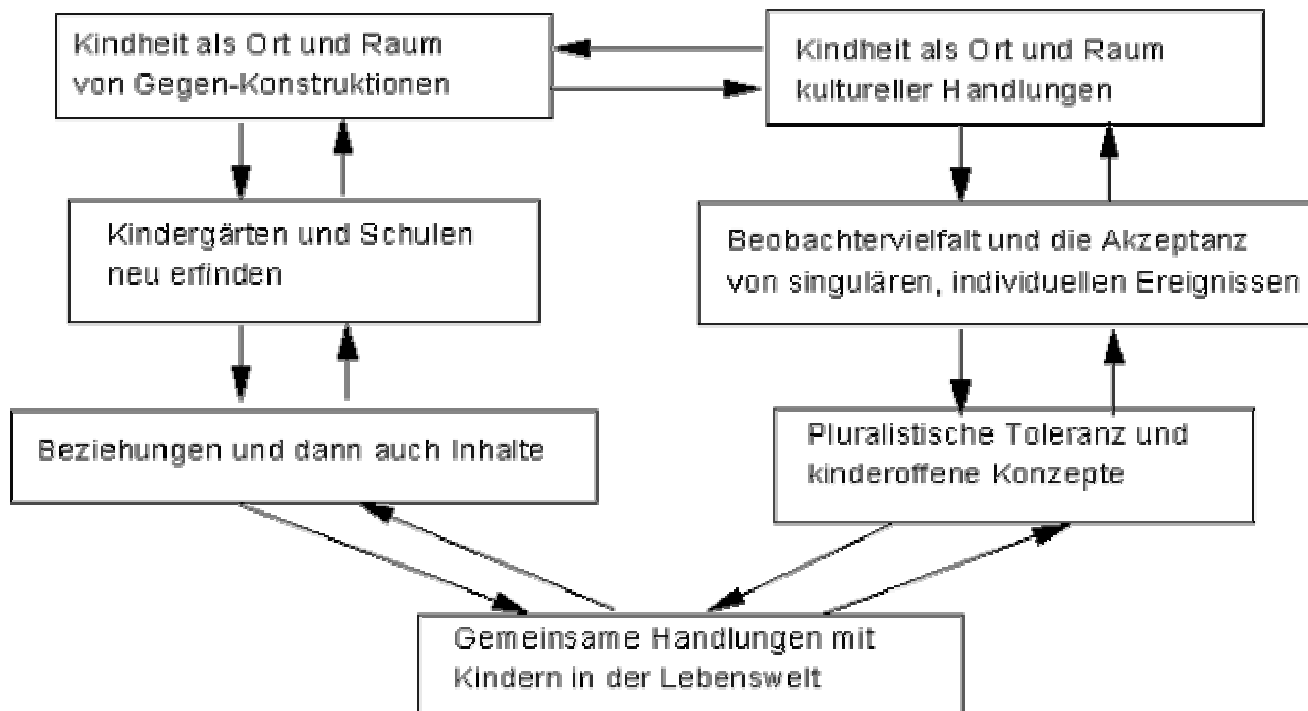 Kindheit als Ort und Raum
von Gegen-Konstruktionen
Kindheit als Ort und Raum
kultureller Handlungen
Kindergärten und Schulen
neu erfinden
Beobachtervielfalt und die Akzeptanz
von singulären, individuellen Ereignissen
Beziehungen und dann auch Inhalte
Pluralistische Toleranz und
kinderoffene Konzepte
Gemeinsame Handlungen mit
Kindern in der Lebenswelt